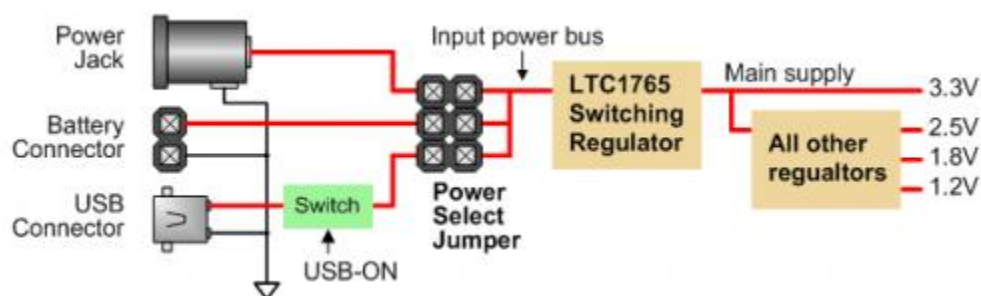 Power
Jack
Battery
Connector
USB
Connector
Switch
USB-ON
Power
Select
Jumper
Input power bus
LTC1765
Switching
Regulator
Main supply
All other
regualtors
3.3V
2.5V
1.8V
1.2V